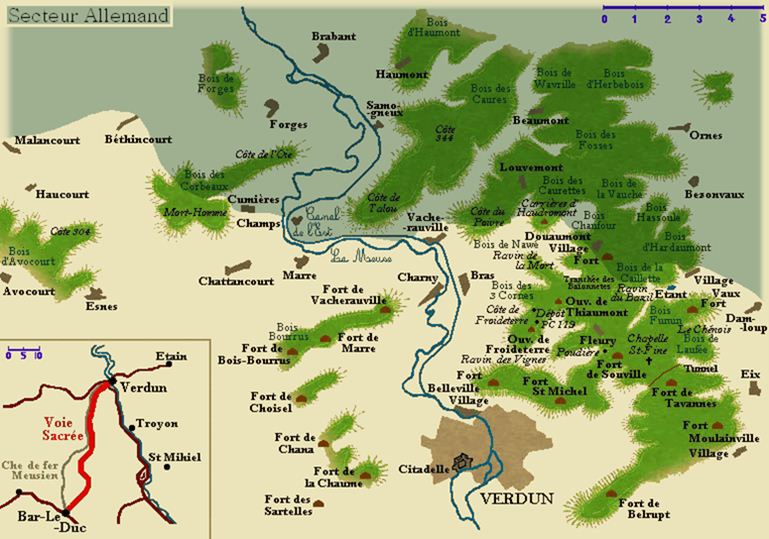 Secteur Allemand
0 1 2 3 4 5
Brabant
Bois
d'Haumont
Haumont
Bois de
Forges
Forges
Samo-
gneux
Bois des
Caures
Côte
344
Bois de
Wavrille
Bois
d'Herbebois
Beaumont
Bois des
Fosses
Ornes
Malancourt
Béthincourt
Côte de l'Oie
Bois des
Corbeaux
Cumières
Mort-Homme
Champs
Haucourt
Côte 304
Bois
d'Avocourt
Avocourt
Esnes
Canal
de l'Est
La Meuse
Côte de
Talou
Vache-
rauville
Louvemont
Bois des
Caurettes
Carrières d'
Haudromont
Côte du
Poivre
Bois de
la Vauche
Bezonvaux
Bois
Hassoule
Bois
Chaufour
Bois
d'Hardaumont
Douaumont
Village
Fort
Bois de Nawé
Ravin de
la Mort
Bois de la
Caillette
Tranchée des
Baïonnettes
Ravin
du Bazil
Etang
Village
Vaux
Fort
Dam-
loup
Chattancourt
Marre
Charny
Bras
Fort de
Vacherauville
Bois des
3 Cornes
Ouv. de
Thiaumont
Côte de
Froideterre
Dépôt
PC 119
Ouv. de
Froideterre
Ravin des Vignes
Fleury
Poudière
Chapelle
St-Fine
Bois
Fumin
Le Chênois
Bois de
Laufée
Bois
Bourrus
Fort de
Marre
Fort de
Bois-Bourrus
Fort
de Souville
Tunnel
Eix
Fort
Belleville
Village
Fort
St Michel
Fort de
Tavannes
Fort de
Choisel
Fort
Moulainville
Village
Fort de
Chana
Fort de
la Chaume
Citadelle
VERDUN
Fort des
Sartelles
Fort de
Belrupt
0 5 10
Etain
Verdun
Voie
Sacrée
Troyon
St Mihiel
Che de fer
Meusien
Bar-Le
-Duc